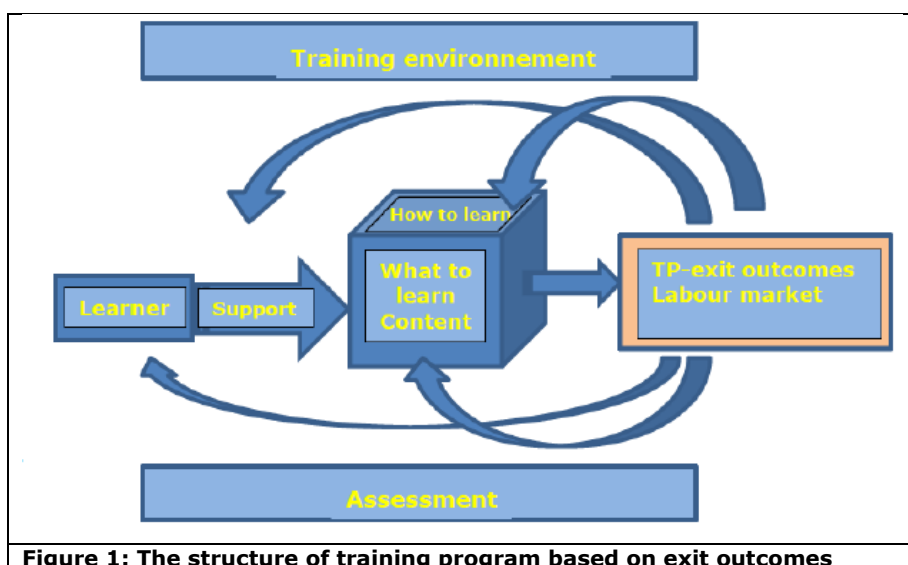 Training environnement
How to learn
What to
learn
Content
Learner
Support
TP-exit outcomes
Labour market
Assessment
Figure 1: The structure of training program based on exit outcomes